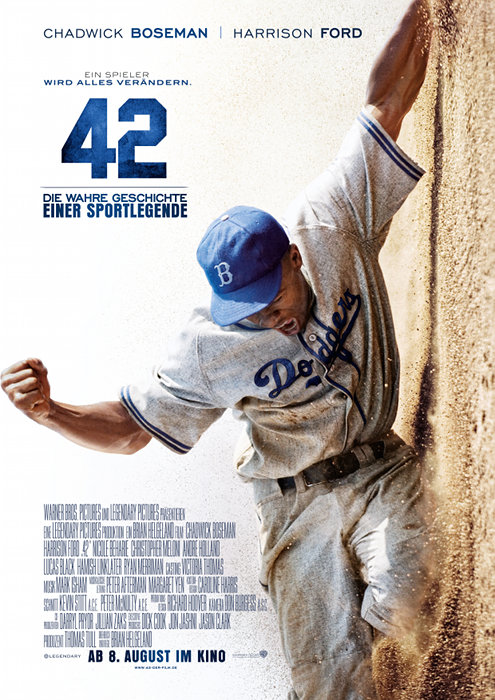 CHADWICK BOSEMAN | HARRISON FORD
EIN SPIELER
WIRD ALLES VERÄNDERN.
42
DIE WAHRE GESCHICHTE
EINER SPORTLEGENDE
B
Dodgers
WARNER BROS. PICTURES UND LEGENDARY PICTURES PRÄSENTIEREN
EINE LEGENDARY PICTURES PRODUKTION EIN BRIAN HELGELAND FILM CHADWICK BOSEMAN
HARRISON FORD "42" NICOLE BEHARIE CHRISTOPHER MELONI ANDRE HOLLAND
LUCAS BLACK HAMISH LINKLATER RYAN MERRIMAN CASTING VICTORIA THOMAS
MUSIK MARK ISHAM PETER AFTERMAN MARGARET YEN CAROLINE HARRIS
SCHNITT KEVIN STITT A.C.E. PETER McNULTY A.C.E. RICHARD HOOVER KAMERA DON BURGESS A.S.C.
DARRYL PRYOR JILLIAN ZAKS DICK COOK JON JASHNI JASON CLARK
PRODUZENT THOMAS TULL BRIAN HELGELAND
LEGENDARY AB 8. AUGUST IM KINO
WWW.42-DER-FILM.DE